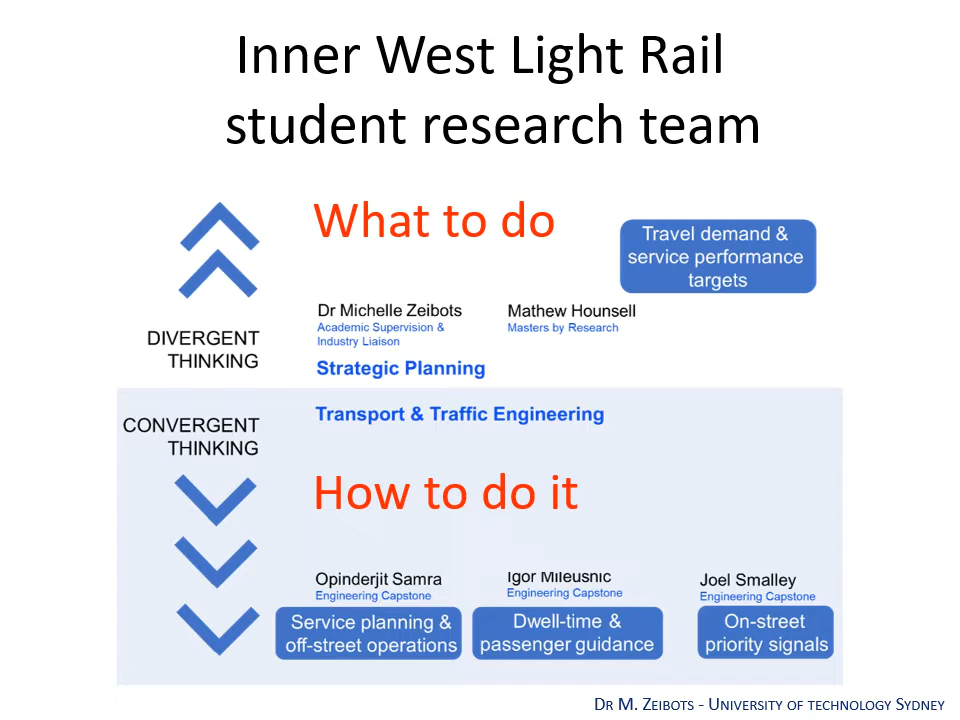 Inner West Light Rail
student research team
What to do
Travel demand &
service performance
targets
Dr Michelle Zeibots
Academic Supervision &
Industry Liaison
Mathew Hounsell
Masters by Research
DIVERGENT
THINKING
Strategic Planning
Transport & Traffic Engineering
CONVERGENT
THINKING
How to do it
Opinderjit Samra
Engineering Capstone
Service planning &
off-street operations
Igor Mileusnic
Engineering Capstone
Dwell-time &
passenger guidance
Joel Smalley
Engineering Capstone
On-street
priority signals
DR M. ZEIBOTS - UNIVERSITY OF TECHNOLOGY SYDNEY